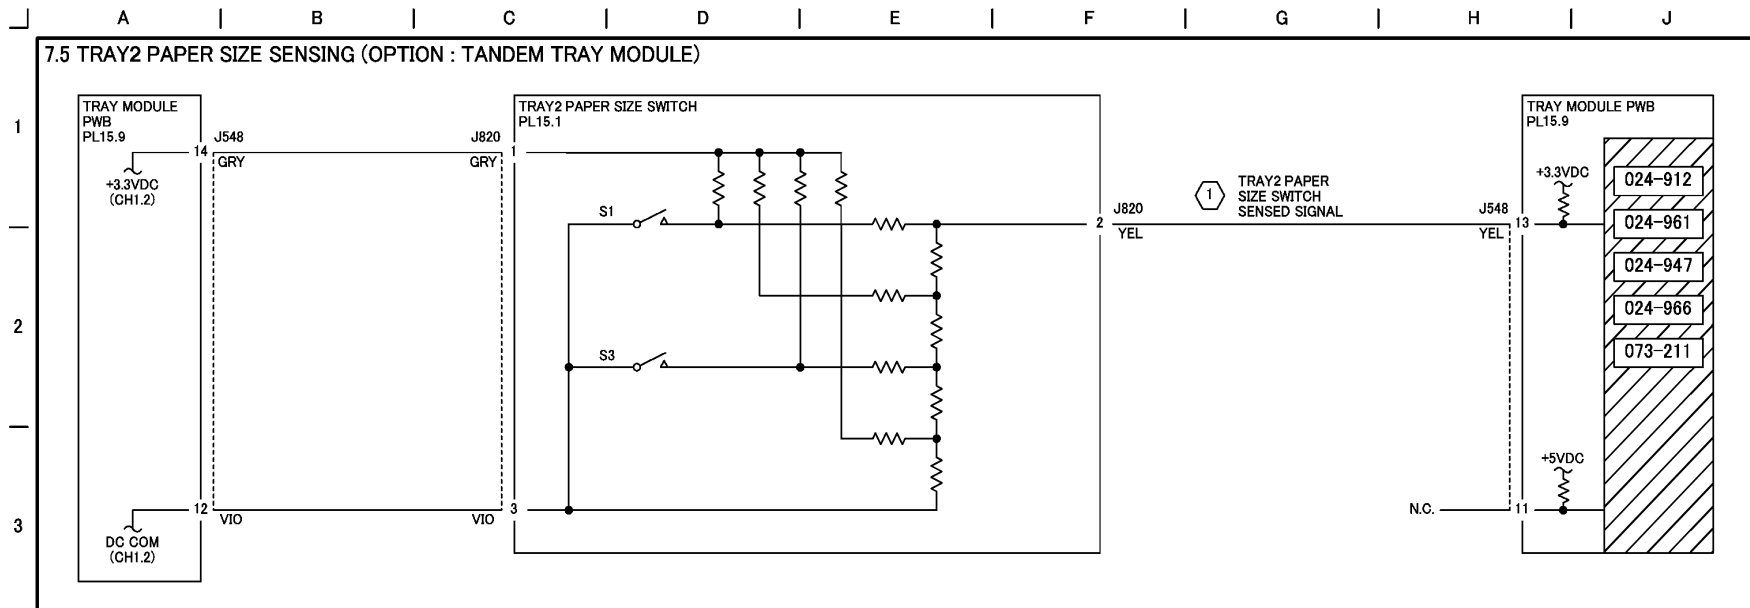 A B C D E F G H J
7.5 TRAY2 PAPER SIZE SENSING (OPTION : TANDEM TRAY MODULE)
1
2
3
TRAY MODULE
PWB
PL15.9
+3.3VDC
(CH1.2)
14
J548
GRY
J820
GRY
1
TRAY2 PAPER SIZE SWITCH
PL15.1
S1
S3
2
J820
YEL
1
TRAY2 PAPER
SIZE SWITCH
SENSED SIGNAL
J548
YEL
13
TRAY MODULE PWB
PL15.9
+3.3VDC
024-912
024-961
024-947
024-966
073-211
+5VDC
N.C.
11
12
VIO
VIO
3
DC COM
(CH1.2)